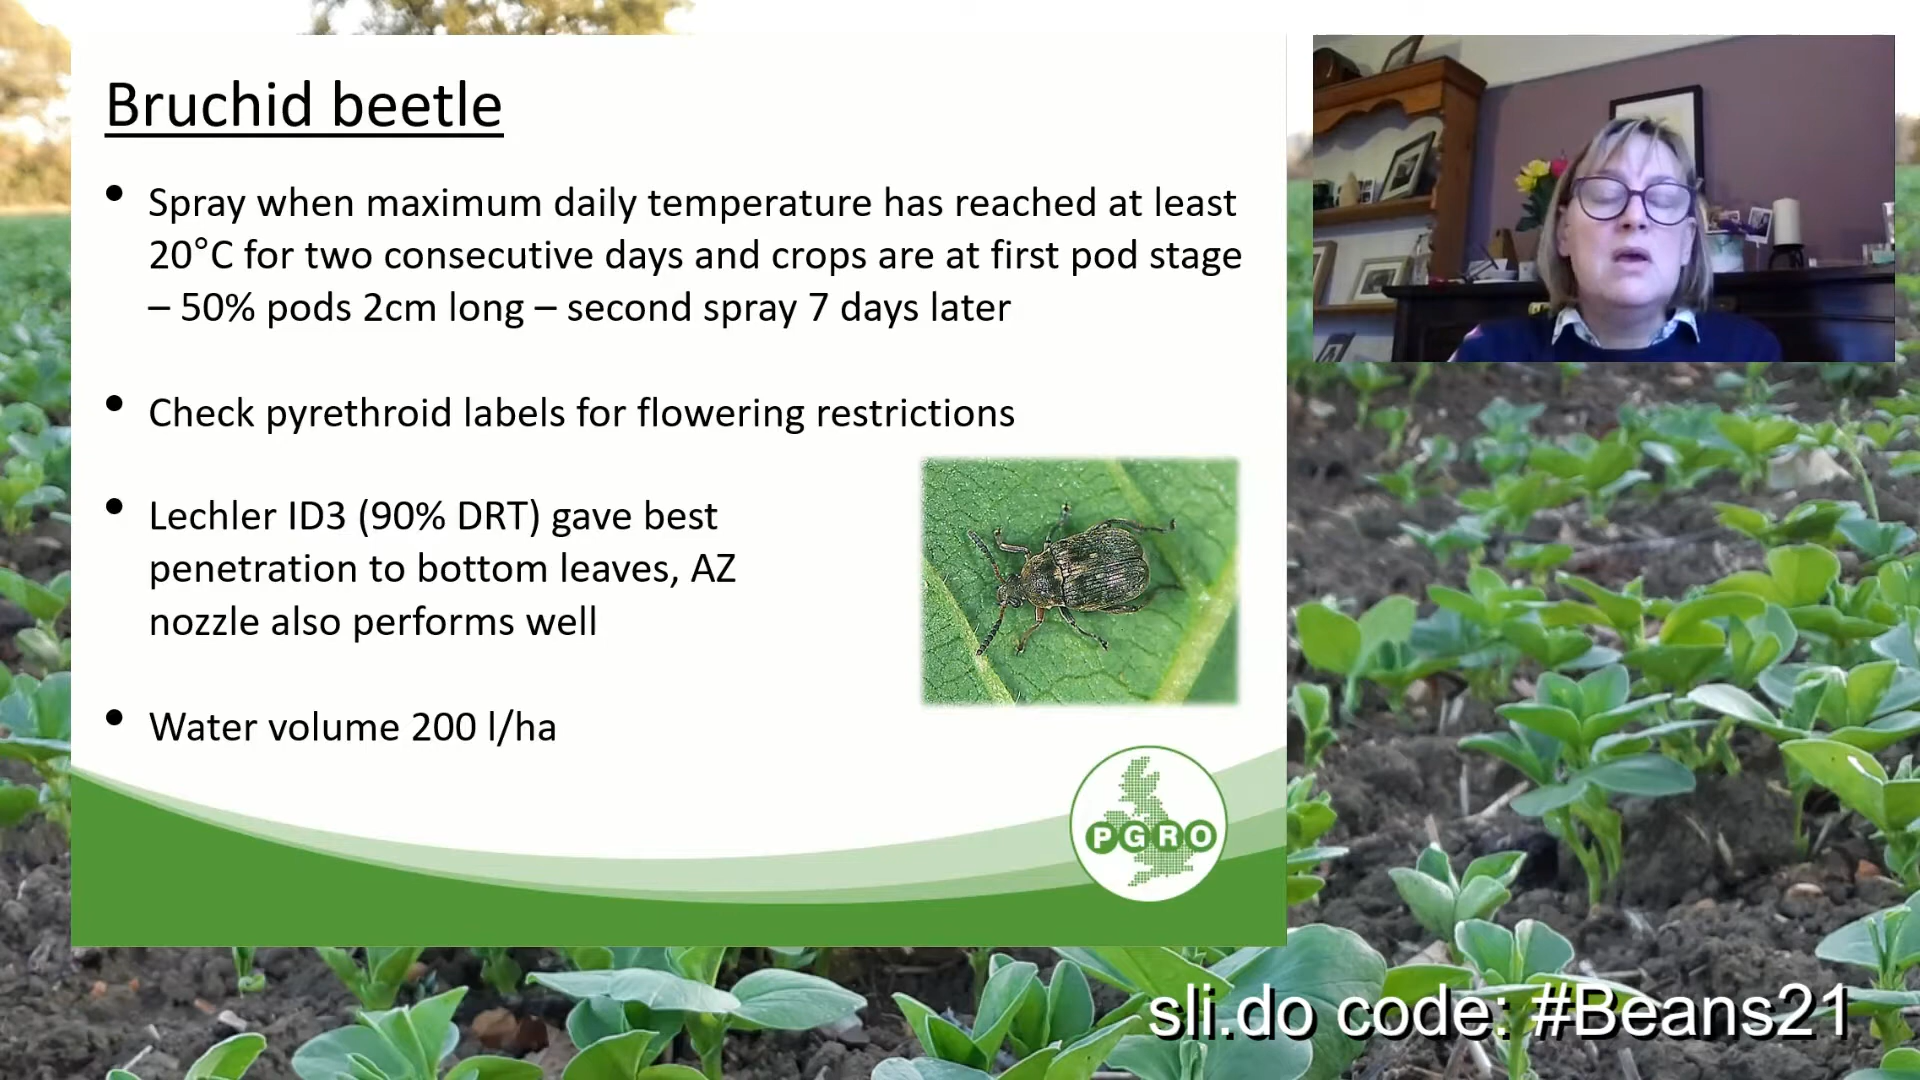 Bruchid beetle
• Spray when maximum daily temperature has reached at least
20°C for two consecutive days and crops are at first pod stage
– 50% pods 2cm long – second spray 7 days later
• Check pyrethroid labels for flowering restrictions
• Lechler ID3 (90% DRT) gave best
penetration to bottom leaves, AZ
nozzle also performs well
• Water volume 200 l/ha
PGRO
sli.do code: #Beans21